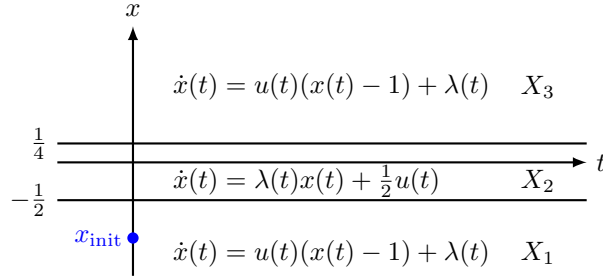 x
ẋ(t) = u(t)(x(t) − 1) + λ(t) X₃
1/4
t
ẋ(t) = λ(t)x(t) + 1/2 u(t) X₂
−1/2
x_init
ẋ(t) = u(t)(x(t) − 1) + λ(t) X₁